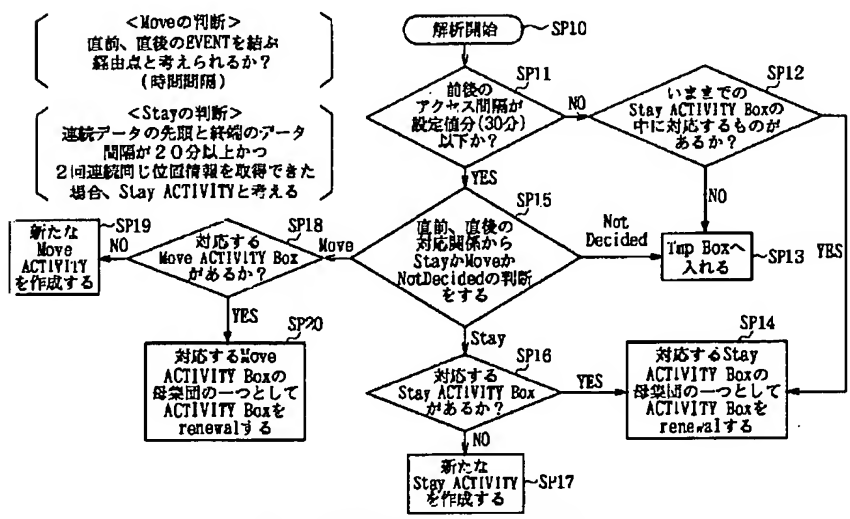 <Moveの判断>
直前、直後のEVENTを結ぶ
経由点と考えられるか?
(時間間隔)
<Stayの判断>
連続データの先頭と終端のデータ
間隔が20分以上かつ
2回連続同じ位置情報を取得できた
場合、Stay ACTIVITYと考える
解析開始
SP10
SP11
前後の
アクセス間隔が
設定値分(30分)
以下か?
NO
YES
SP12
いままでの
Stay ACTIVITY Boxの
中に対応するものが
あるか?
NO
YES
SP15
直前、直後の
対応関係から
StayかMoveか
NotDecidedの判断
をする
Not
Decided
Move
Stay
Tmp Boxへ
入れる
SP13
SP18
対応する
Move ACTIVITY Box
があるか?
NO
YES
SP19
新たな
Move
ACTIVITY
を作成する
SP20
対応するMove
ACTIVITY Boxの
母集団の一つとして
ACTIVITY Boxを
renewalする
SP16
対応する
Stay ACTIVITY Box
があるか?
YES
NO
SP14
対応するStay
ACTIVITY Boxの
母集団の一つとして
ACTIVITY Boxを
renewalする
新たな
Stay ACTIVITY
を作成する
SP17